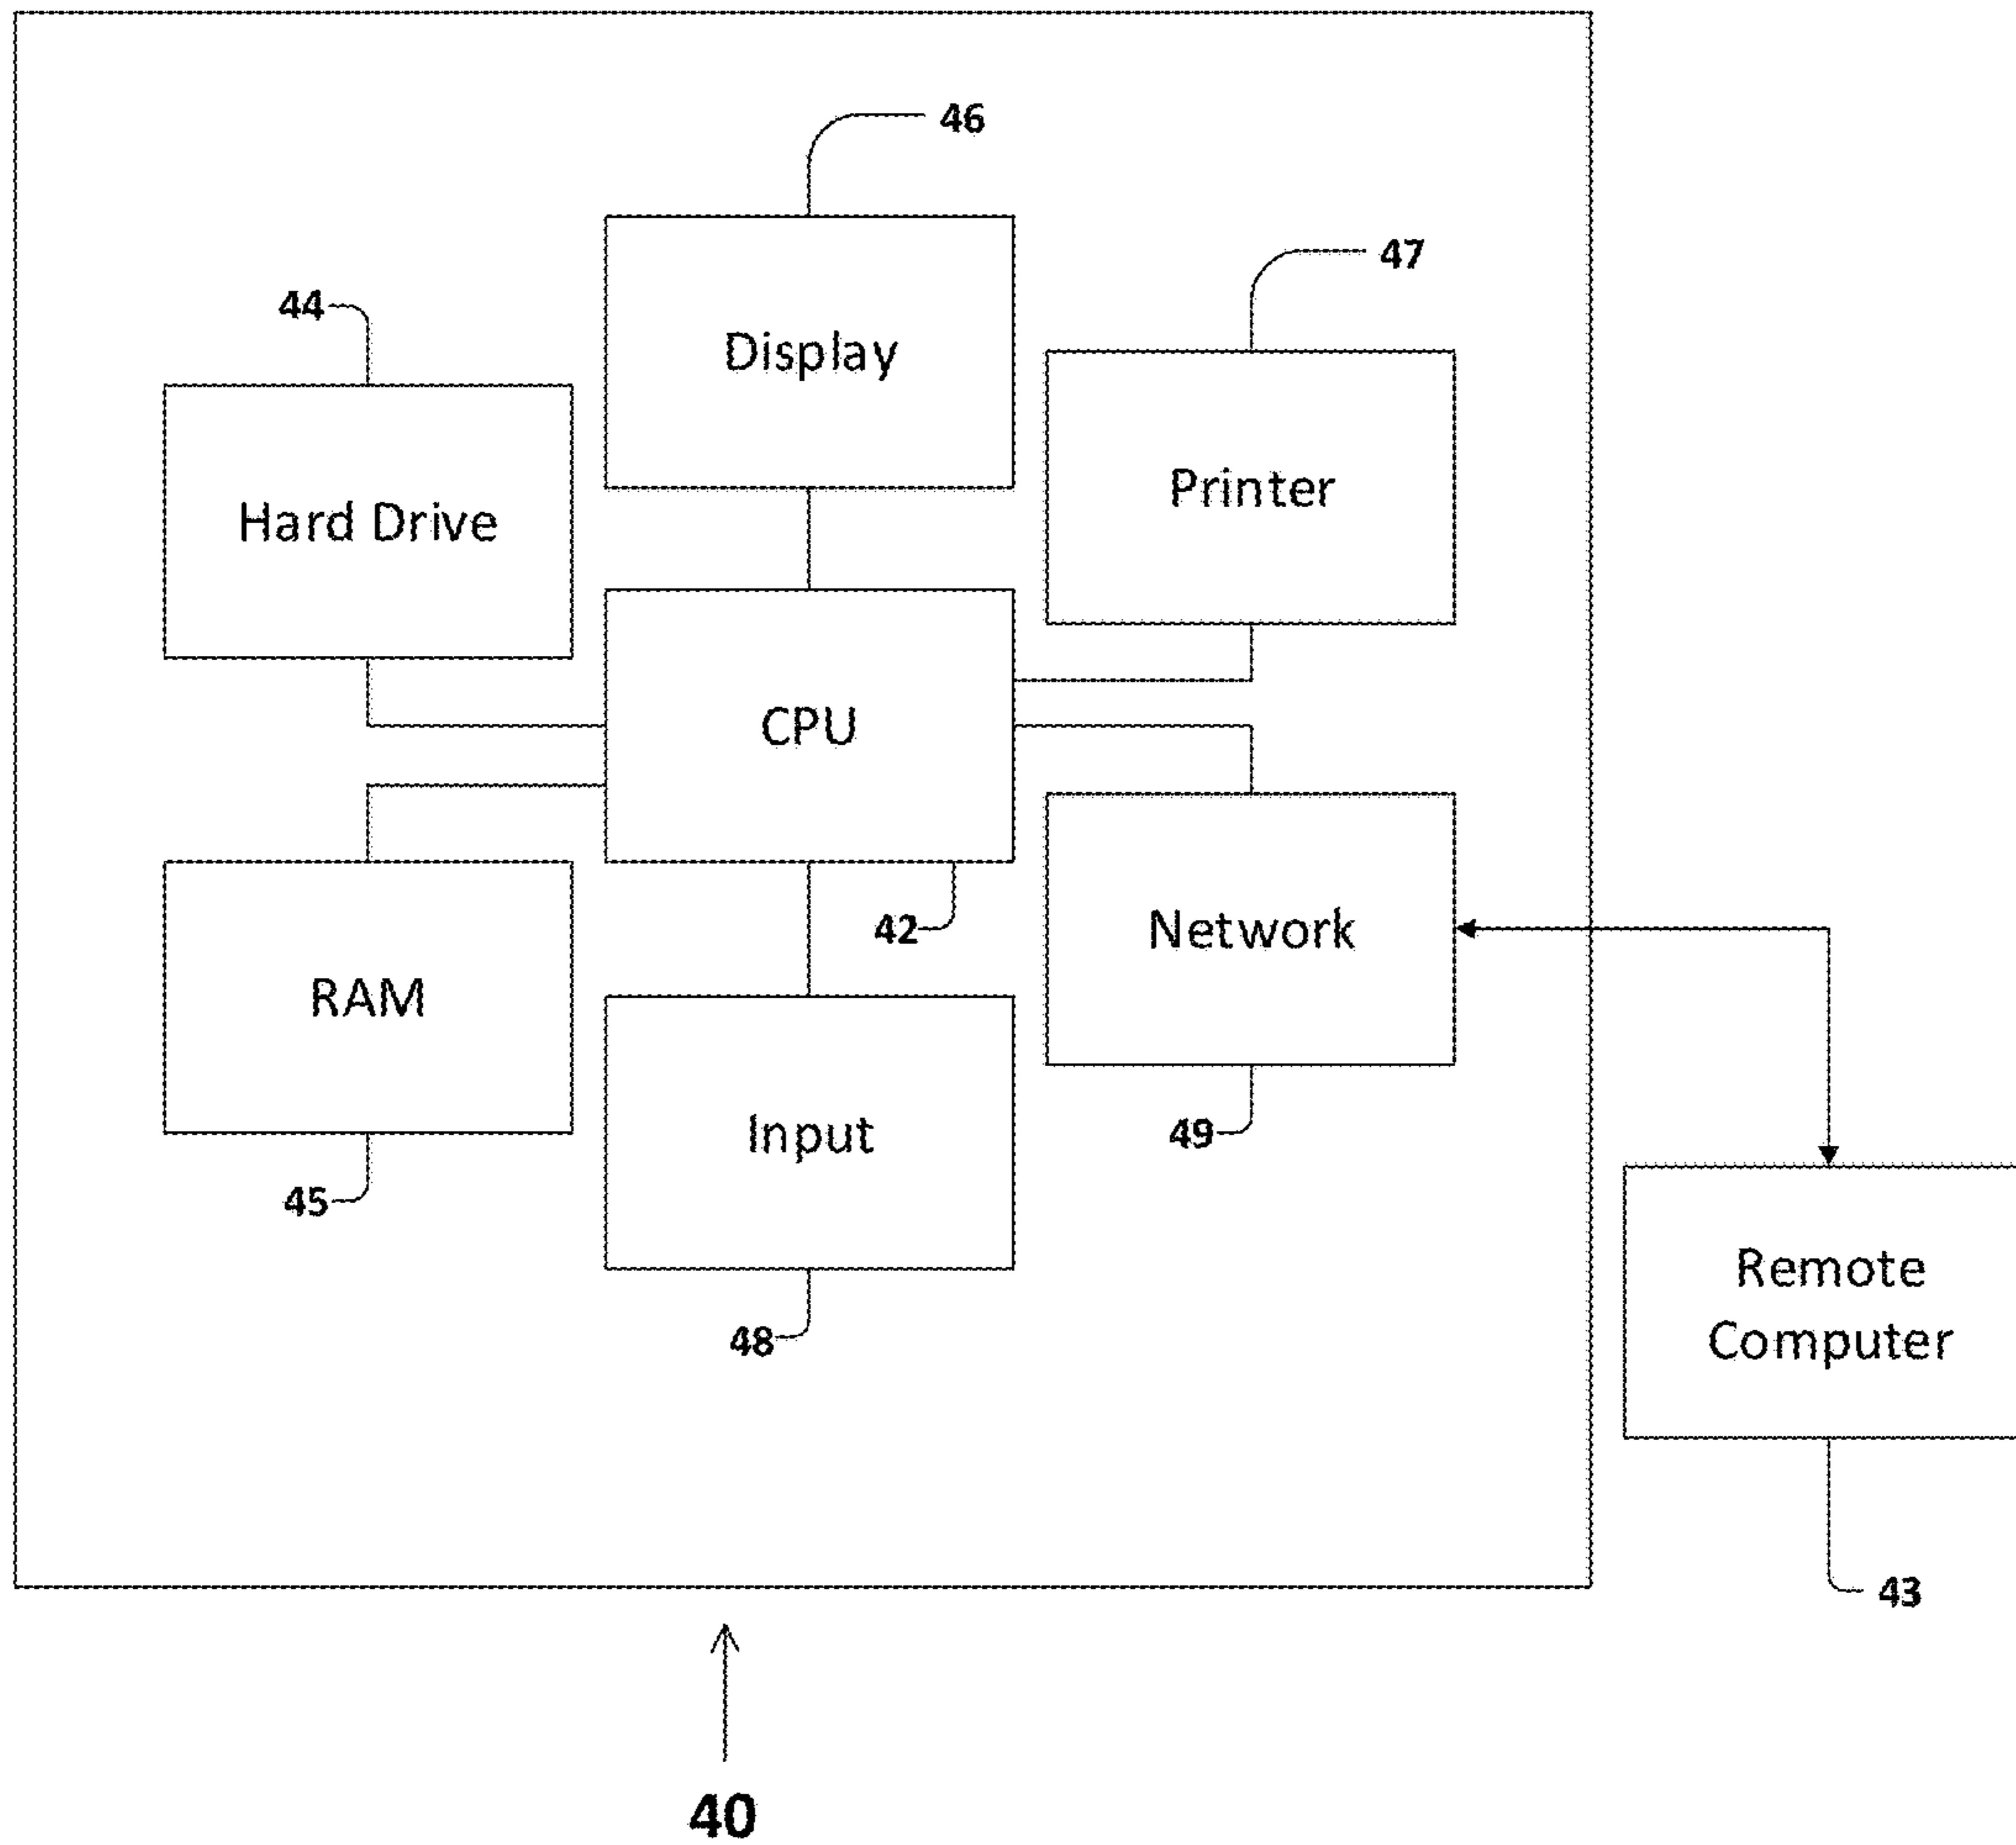 46
47
44
Display
Printer
Hard Drive
CPU
42
Network
RAM
Input
49
45
Remote
Computer
48
43
40